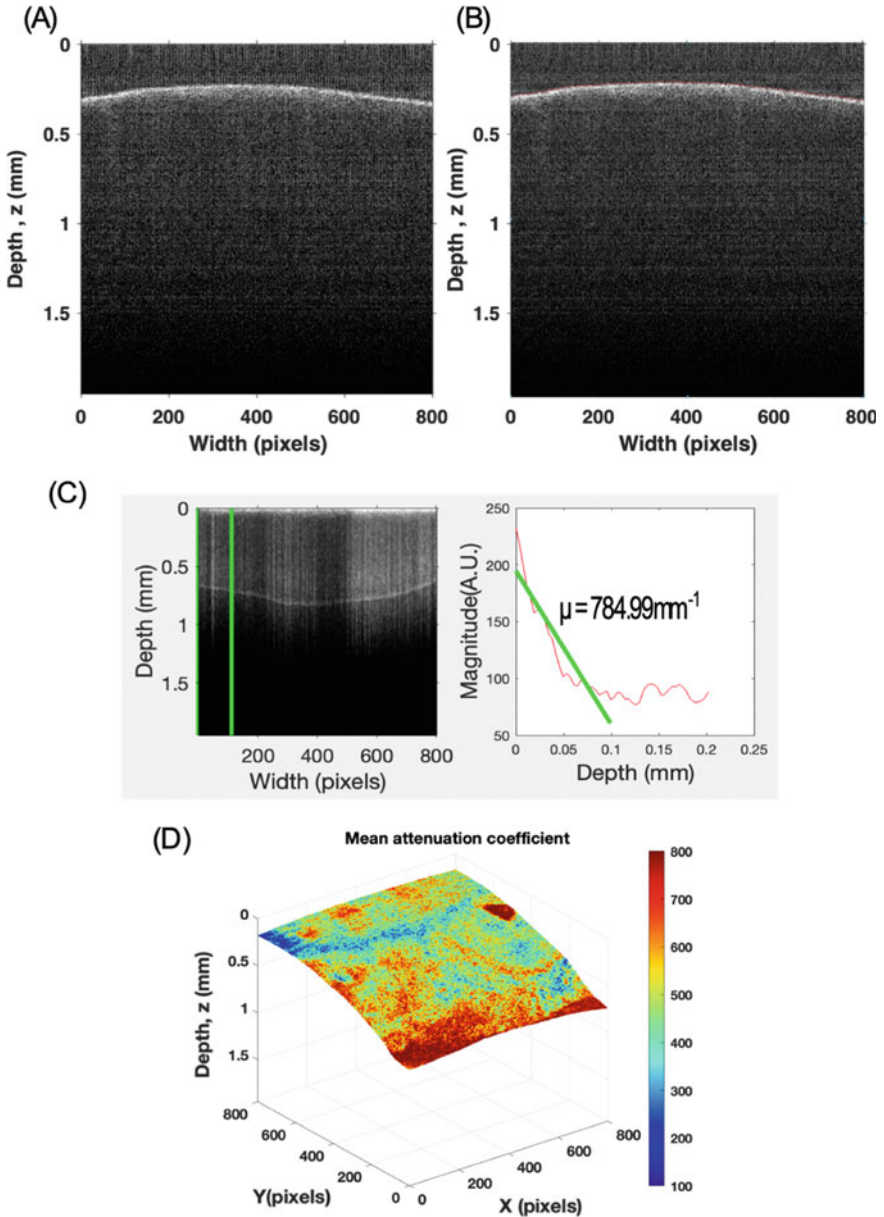 (A)
0
0.5
1
1.5
Depth , z (mm)
0 200 400 600 800
Width (pixels)
(B)
0
0.5
1
1.5
Depth , z (mm)
0 200 400 600 800
Width (pixels)
(C)
0
0.5
1
1.5
Depth (mm)
200 400 600 800
Width (pixels)
250
200
150
100
50
Magnitude(A.U.)
μ = 784.99mm⁻¹
0 0.05 0.1 0.15 0.2 0.25
Depth (mm)
(D)
Mean attenuation coefficient
0
0.5
1
1.5
Depth, z (mm)
800
600
400
200
0
Y(pixels)
0
200
400
600
800
X (pixels)
800
700
600
500
400
300
200
100